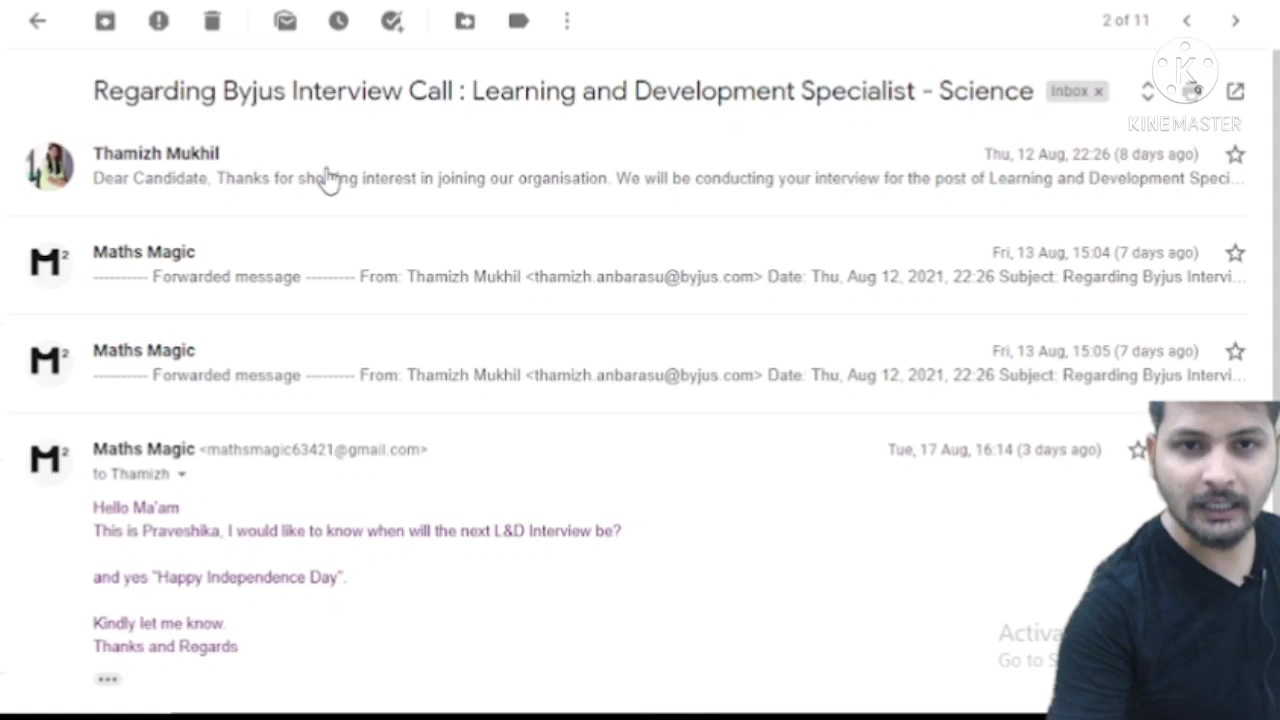 2 of 11
Regarding Byjus Interview Call : Learning and Development Specialist - Science
Inbox x
KINEMASTER
Thamizh Mukhil
Thu, 12 Aug, 22:26 (8 days ago)
Dear Candidate, Thanks for showing interest in joining our organisation. We will be conducting your interview for the post of Learning and Development Speci...
M²
Maths Magic
Fri, 13 Aug, 15:04 (7 days ago)
---------- Forwarded message --------- From: Thamizh Mukhil <thamizh.anbarasu@byjus.com> Date: Thu, Aug 12, 2021, 22:26 Subject: Regarding Byjus Intervi...
M²
Maths Magic
Fri, 13 Aug, 15:05 (7 days ago)
---------- Forwarded message --------- From: Thamizh Mukhil <thamizh.anbarasu@byjus.com> Date: Thu, Aug 12, 2021, 22:26 Subject: Regarding Byjus Intervi...
M²
Maths Magic <mathsmagic63421@gmail.com>
Tue, 17 Aug, 16:14 (3 days ago)
to Thamizh
Hello Ma'am
This is Praveshika, I would like to know when will the next L&D Interview be?
and yes "Happy Independence Day".
Kindly let me know.
Thanks and Regards
Activa
Go to S